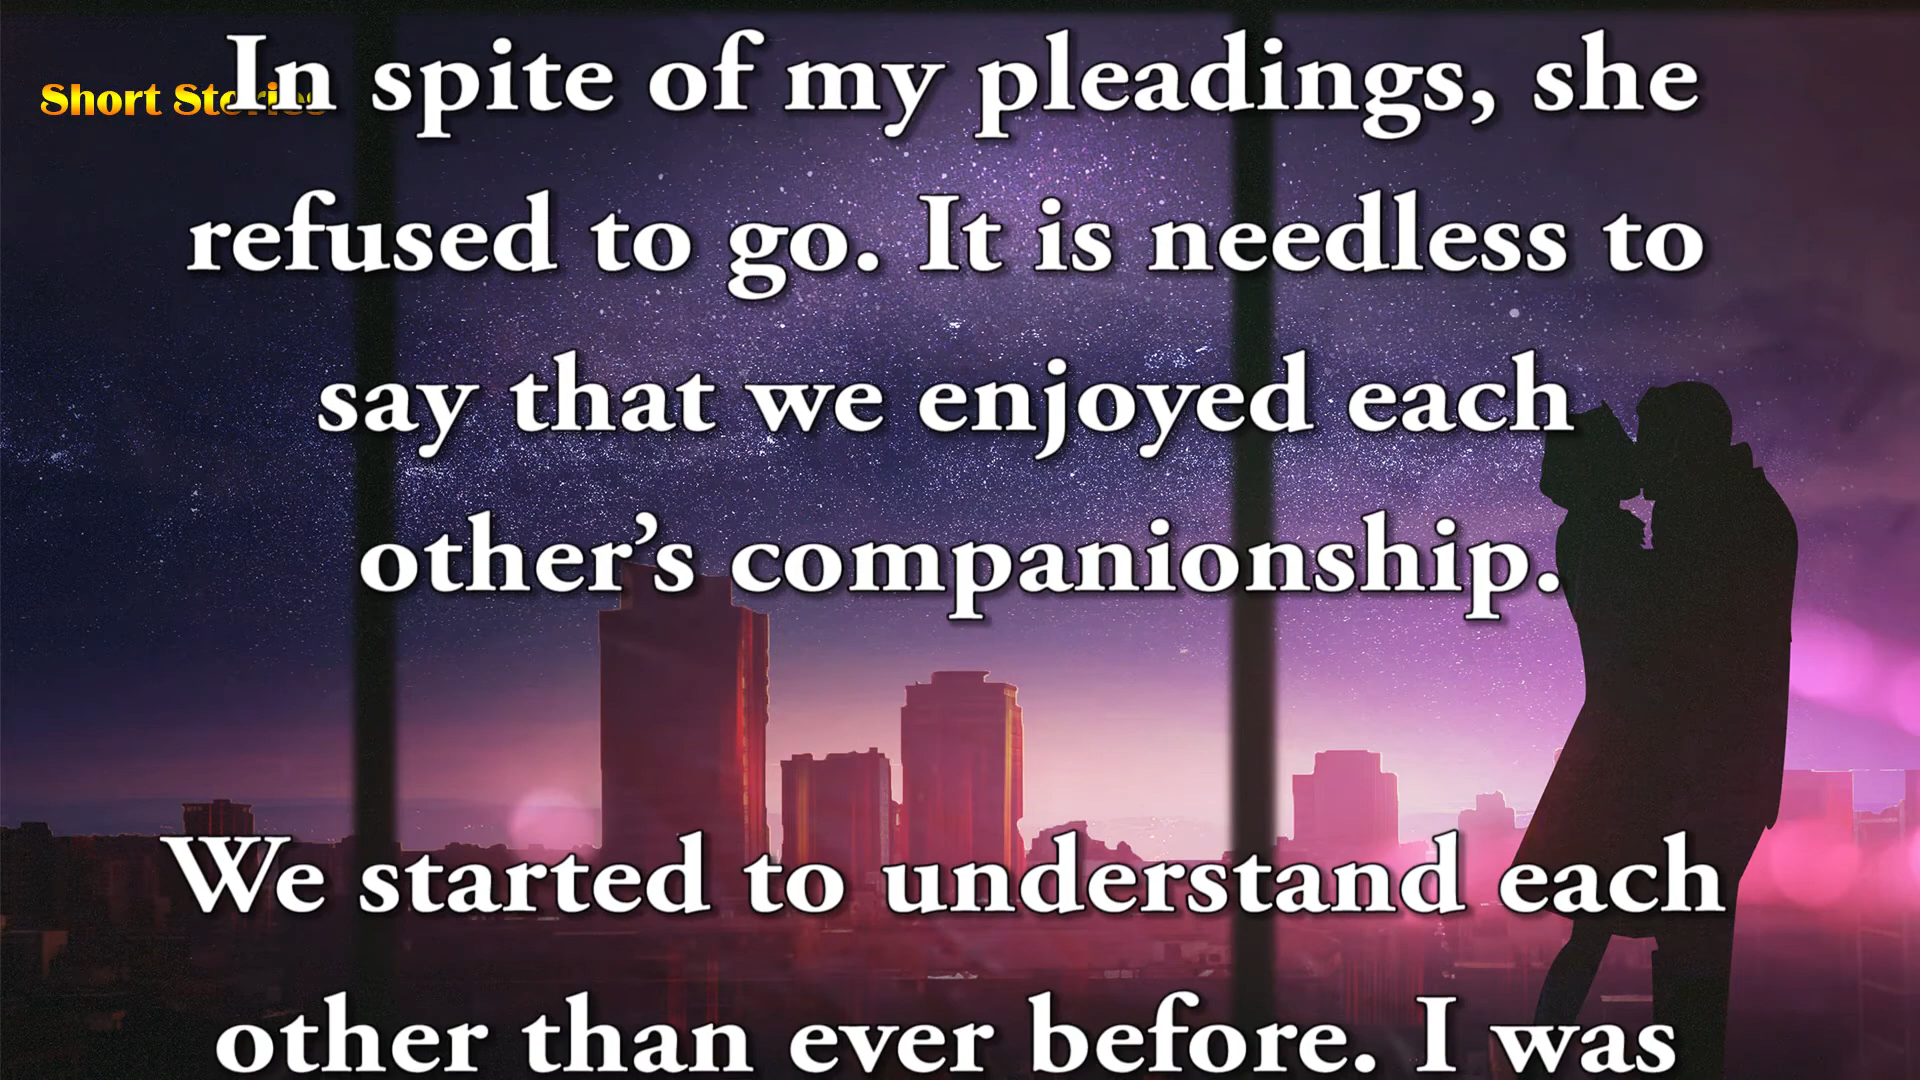 Short Stories
In spite of my pleadings, she
refused to go. It is needless to
say that we enjoyed each
other’s companionship.
We started to understand each
other than ever before. I was